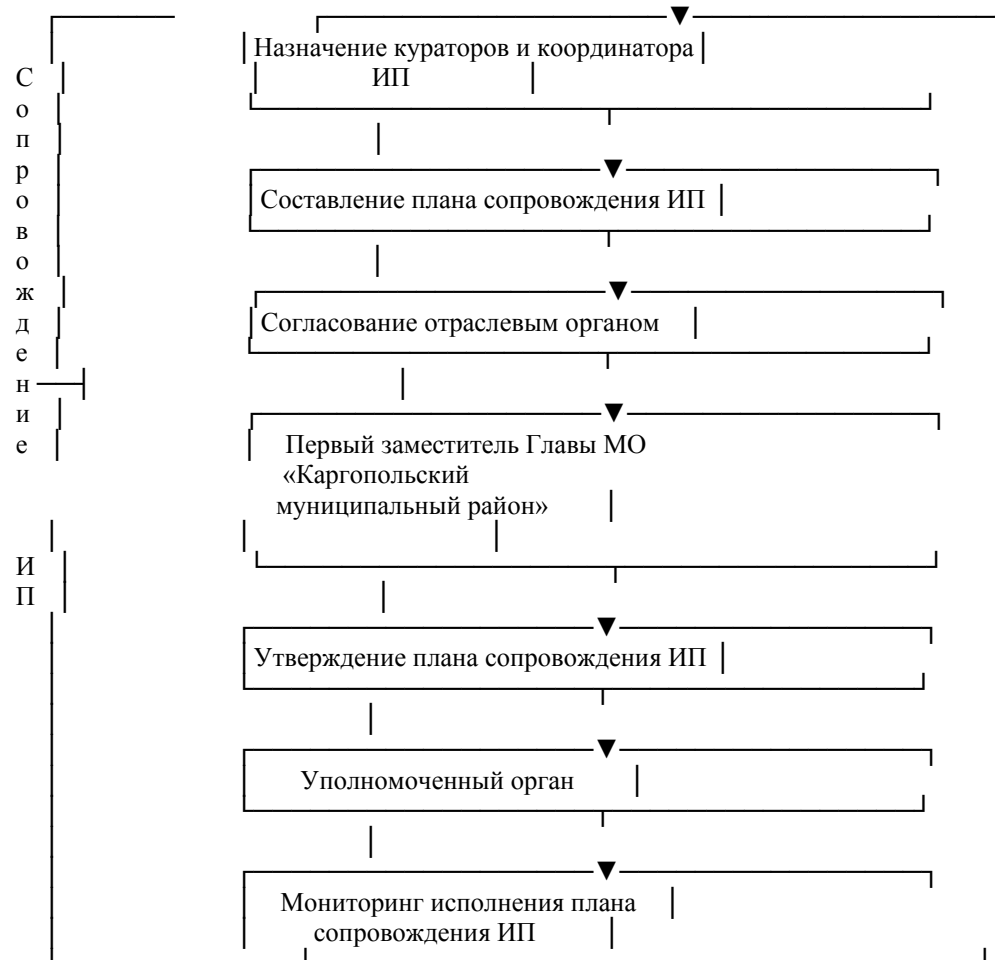 Назначение кураторов и координатора
ИП
Составление плана сопровождения ИП
Согласование отраслевым органом
Первый заместитель Главы МО
«Каргопольский
муниципальный район»
Утверждение плана сопровождения ИП
Уполномоченный орган
Мониторинг исполнения плана
сопровождения ИП
С
о
п
р
о
в
о
ж
д
е
н
и
е
И
П